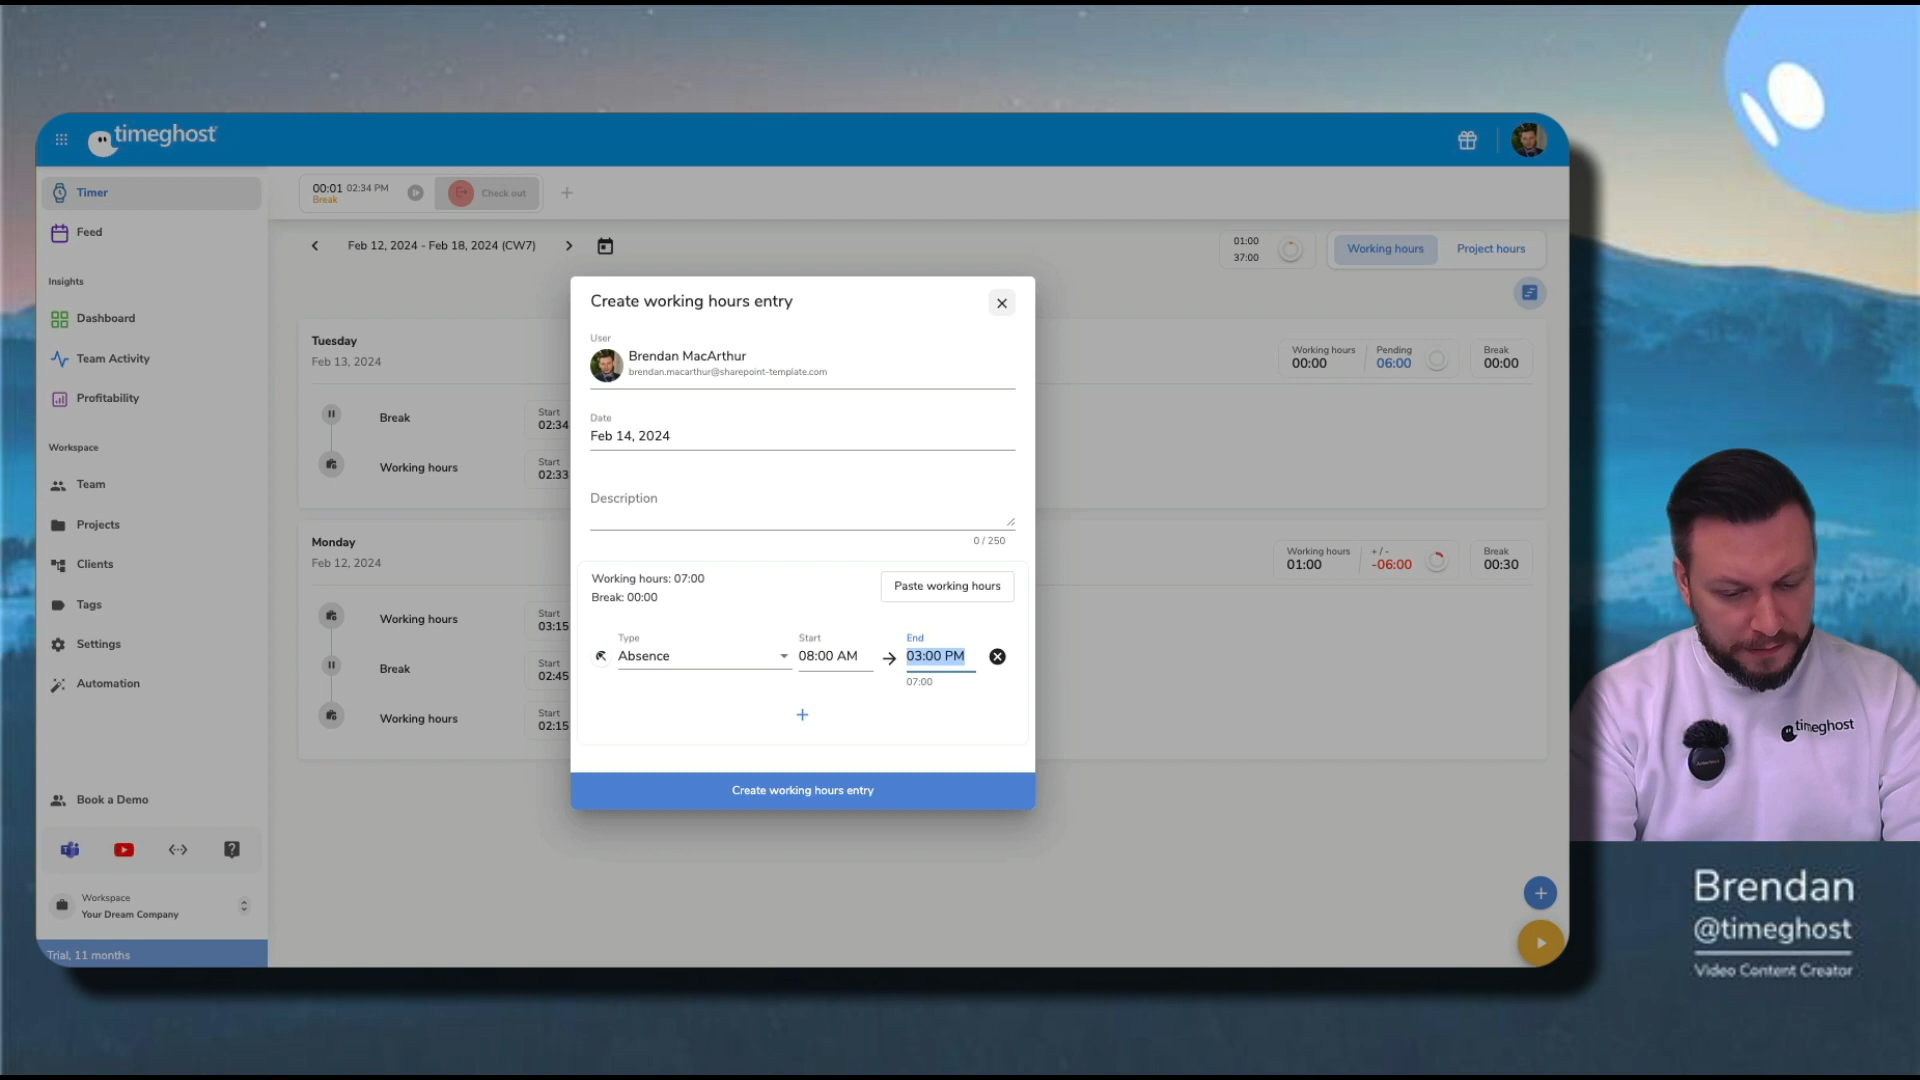 timeghost
Timer
00:01 02:34 PM
Break
Check out
Feed
Feb 12, 2024 - Feb 18, 2024 (CW7)
01:00
37:00
Working hours
Project hours
Insights
Dashboard
Team Activity
Profitability
Workspace
Team
Projects
Clients
Tags
Settings
Automation
Book a Demo
Workspace
Your Dream Company
Trial, 11 months
Tuesday
Feb 13, 2024
Working hours
00:00
Pending
06:00
Break
00:00
Break
Start
02:34
Working hours
Start
02:33
Monday
Feb 12, 2024
Working hours
01:00
+ / -
-06:00
Break
00:30
Working hours
Start
03:15
Break
Start
02:45
Working hours
Start
02:15
Create working hours entry
User
Brendan MacArthur
brendan.macarthur@sharepoint-template.com
Date
Feb 14, 2024
Description
0 / 250
Working hours: 07:00
Break: 00:00
Paste working hours
Type
Absence
Start
08:00 AM
End
03:00 PM
07:00
Create working hours entry
timeghost
Brendan
@timeghost
Video Content Creator